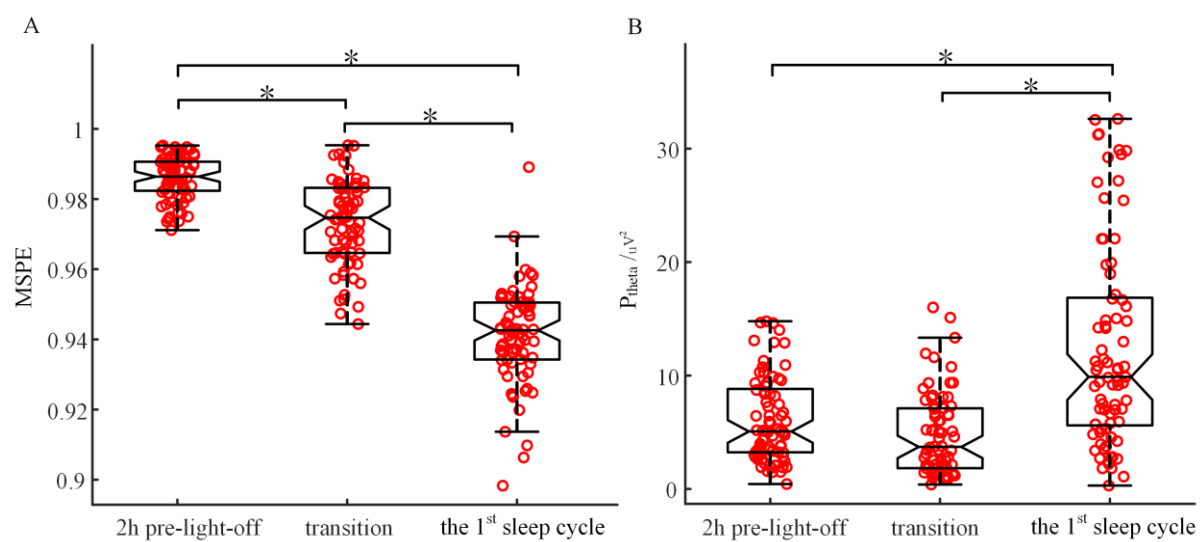 A
B
*
*
*
*
*
1
0.98
0.96
0.94
0.92
0.9
MSPE
2h pre-light-off
transition
the 1st sleep cycle
30
20
10
0
Ptheta /uV²
2h pre-light-off
transition
the 1st sleep cycle